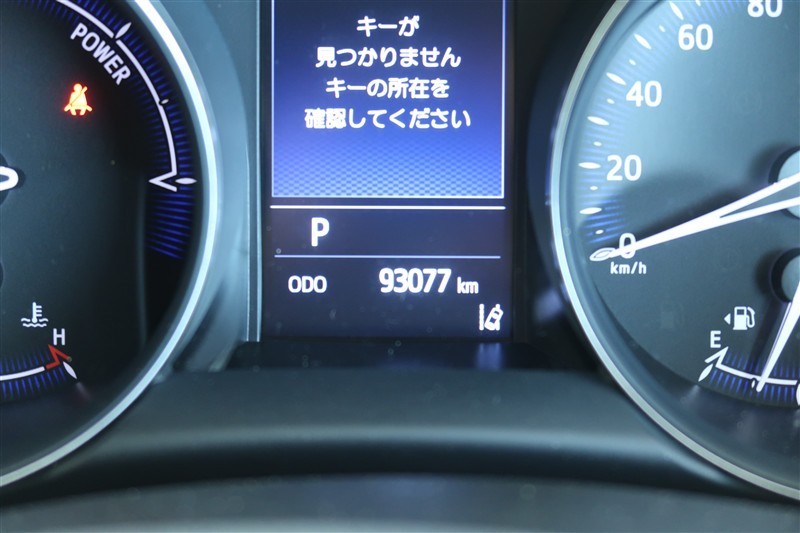 POWER
H
キーが
見つかりません
キーの所在を
確認してください
P
ODO 93077 km
80
60
40
20
0
km/h
E